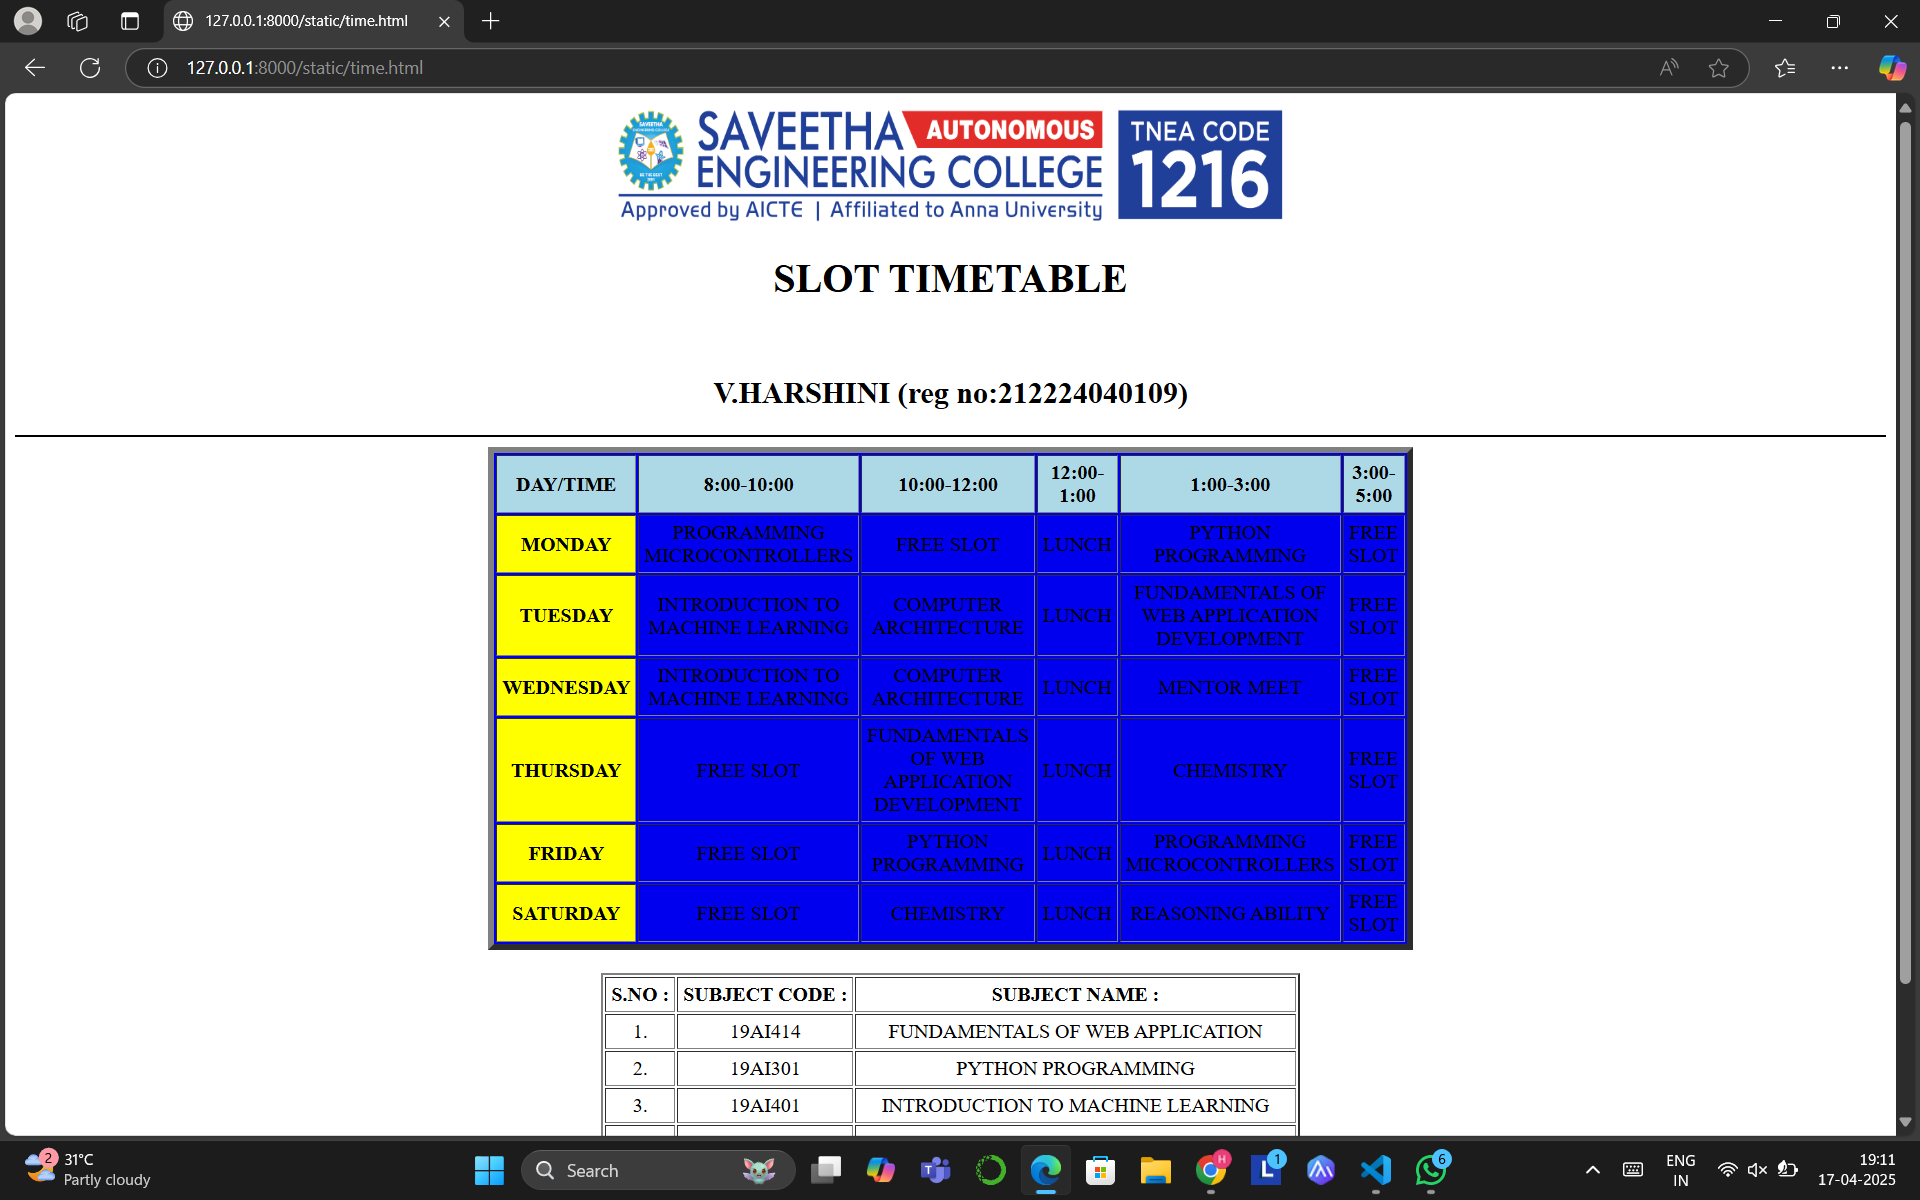 127.0.0.1:8000/static/time.html
127.0.0.1:8000/static/time.html
SAVEETHA AUTONOMOUS
ENGINEERING COLLEGE
Approved by AICTE | Affiliated to Anna University
TNEA CODE
1216
SLOT TIMETABLE
V.HARSHINI (reg no:212224040109)
DAY/TIME 8:00-10:00 10:00-12:00 12:00-1:00 1:00-3:00 3:00-5:00
MONDAY PROGRAMMING MICROCONTROLLERS FREE SLOT LUNCH PYTHON PROGRAMMING FREE SLOT
TUESDAY INTRODUCTION TO MACHINE LEARNING COMPUTER ARCHITECTURE LUNCH FUNDAMENTALS OF WEB APPLICATION DEVELOPMENT FREE SLOT
WEDNESDAY INTRODUCTION TO MACHINE LEARNING COMPUTER ARCHITECTURE LUNCH MENTOR MEET FREE SLOT
THURSDAY FREE SLOT FUNDAMENTALS OF WEB APPLICATION DEVELOPMENT LUNCH CHEMISTRY FREE SLOT
FRIDAY FREE SLOT PYTHON PROGRAMMING LUNCH PROGRAMMING MICROCONTROLLERS FREE SLOT
SATURDAY FREE SLOT CHEMISTRY LUNCH REASONING ABILITY FREE SLOT
S.NO : SUBJECT CODE : SUBJECT NAME :
1. 19AI414 FUNDAMENTALS OF WEB APPLICATION
2. 19AI301 PYTHON PROGRAMMING
3. 19AI401 INTRODUCTION TO MACHINE LEARNING
2
31°C
Partly cloudy
Search
H
L
1
6
ENG
IN
19:11
17-04-2025